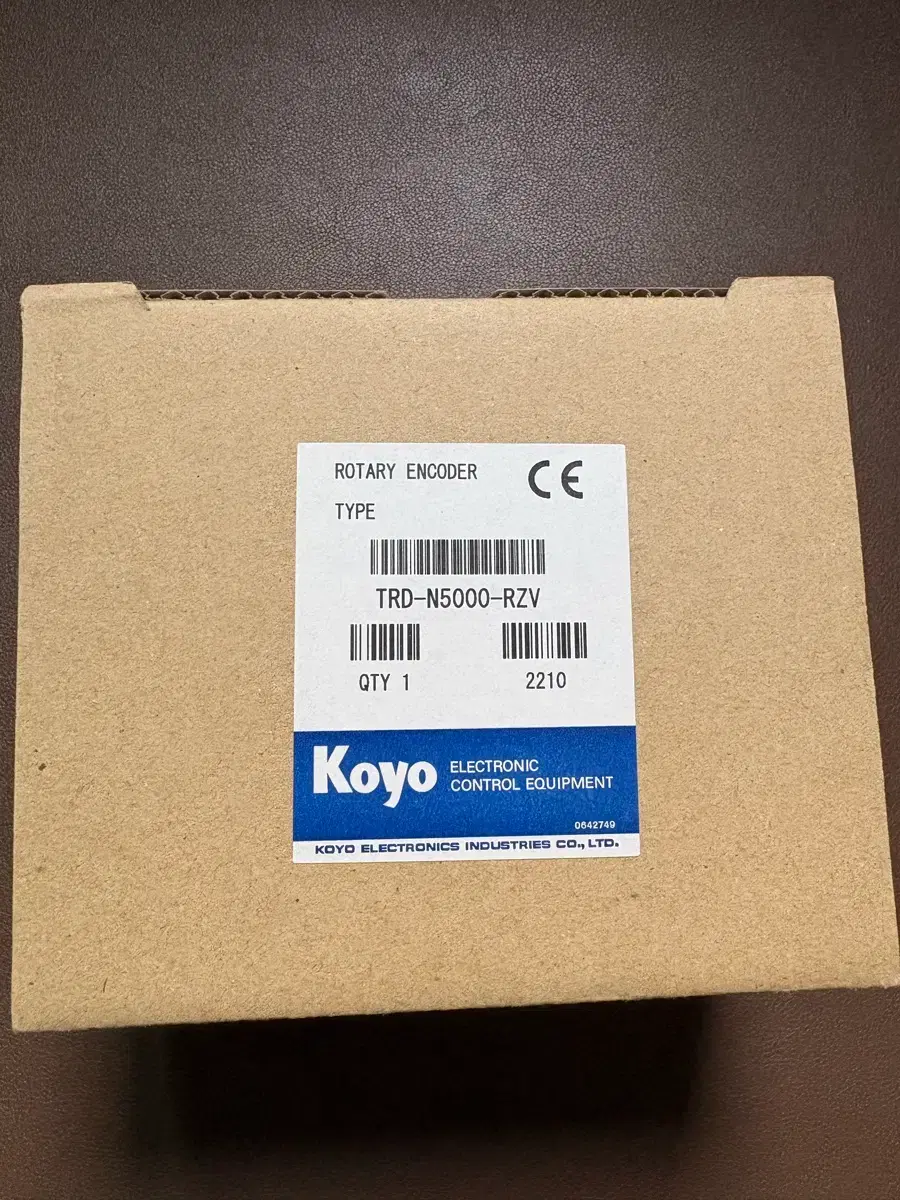 ROTARY ENCODER
CE
TYPE
TRD-N5000-RZV
QTY 1
2210
Koyo
ELECTRONIC
CONTROL EQUIPMENT
0642749
KOYO ELECTRONICS INDUSTRIES CO., LTD.